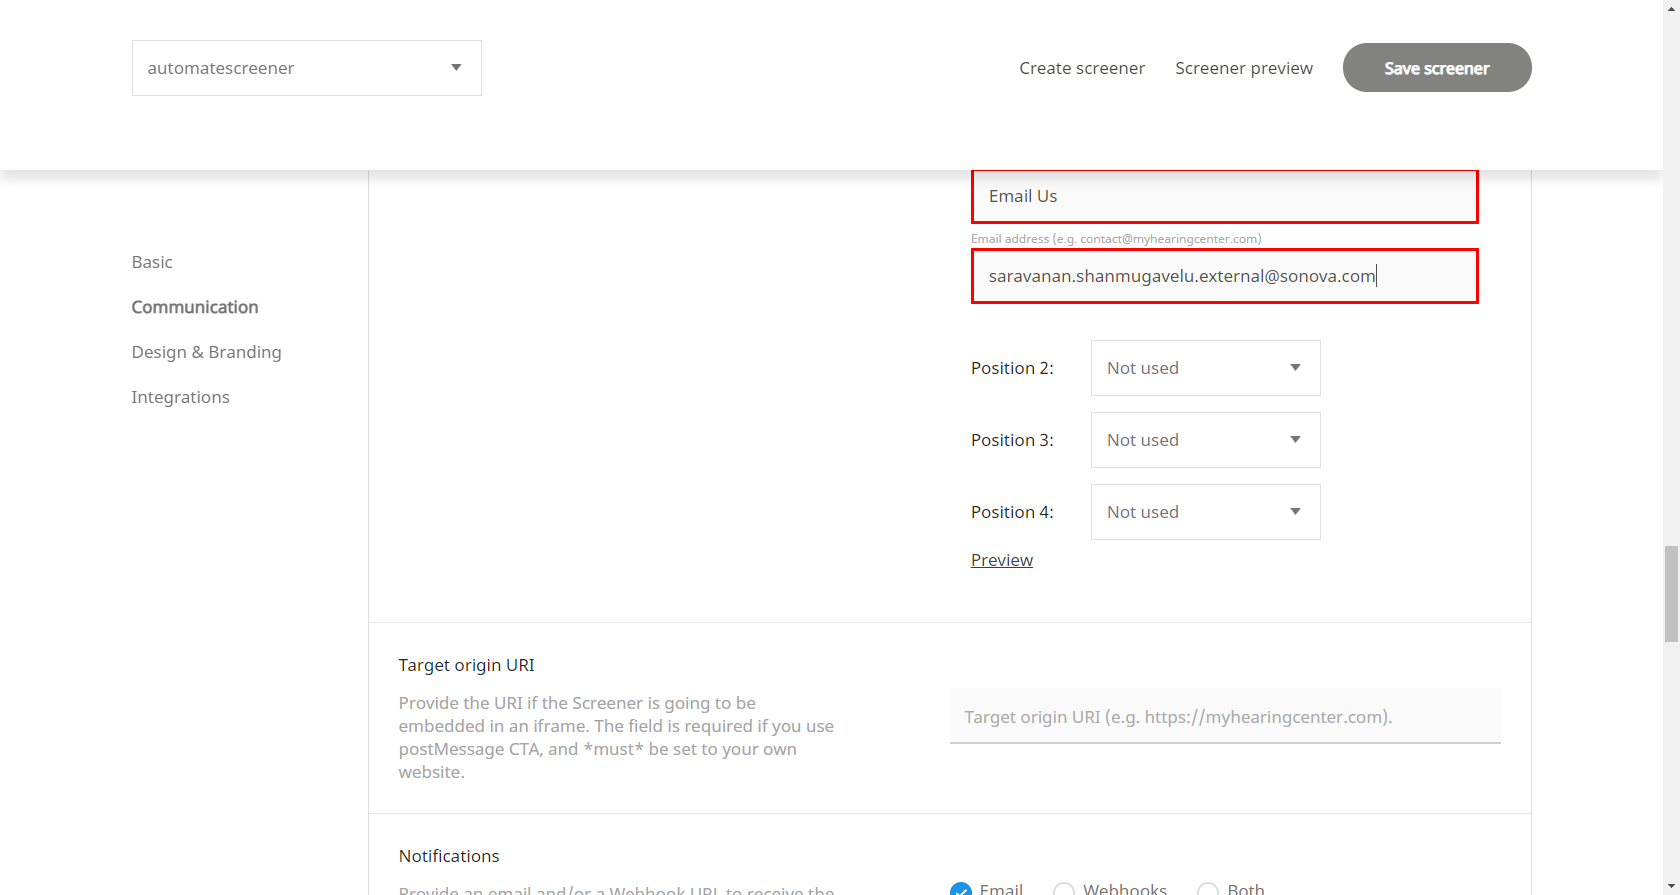 automatescreener
Create screener
Screener preview
Save screener
Basic
Communication
Design & Branding
Integrations
Email Us
Email address (e.g. contact@myhearingcenter.com)
saravanan.shanmugavelu.external@sonova.com
Position 2:
Not used
Position 3:
Not used
Position 4:
Not used
Preview
Target origin URI
Provide the URI if the Screener is going to be
embedded in an iframe. The field is required if you use
postMessage CTA, and *must* be set to your own
website.
Target origin URI (e.g. https://myhearingcenter.com).
Notifications
Provide an email and/or a Webhook URL to receive the
Email
Webhooks
Both